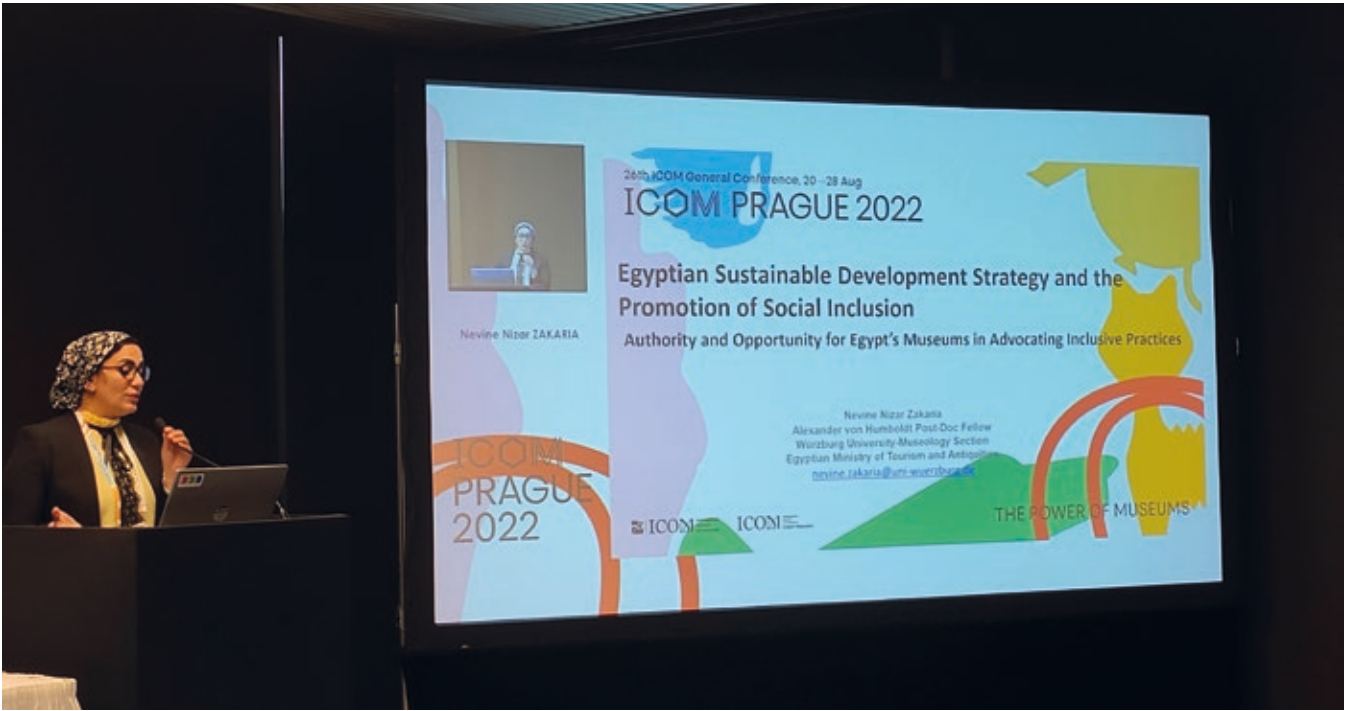 26th ICOM General Conference, 20–28 Aug
ICOM PRAGUE 2022
Egyptian Sustainable Development Strategy and the
Promotion of Social Inclusion
Authority and Opportunity for Egypt's Museums in Advocating Inclusive Practices
Nevine Nizar ZAKARIA
Nevine Nizar Zakaria
Alexander von Humboldt Post-Doc Fellow
Wurzburg University-Museology Section
Egyptian Ministry of Tourism and Antiquities
nevine.zakaria@uni-wuerzburg.de
ICOM
PRAGUE
2022
ICOM
ICOM
THE POWER OF MUSEUMS